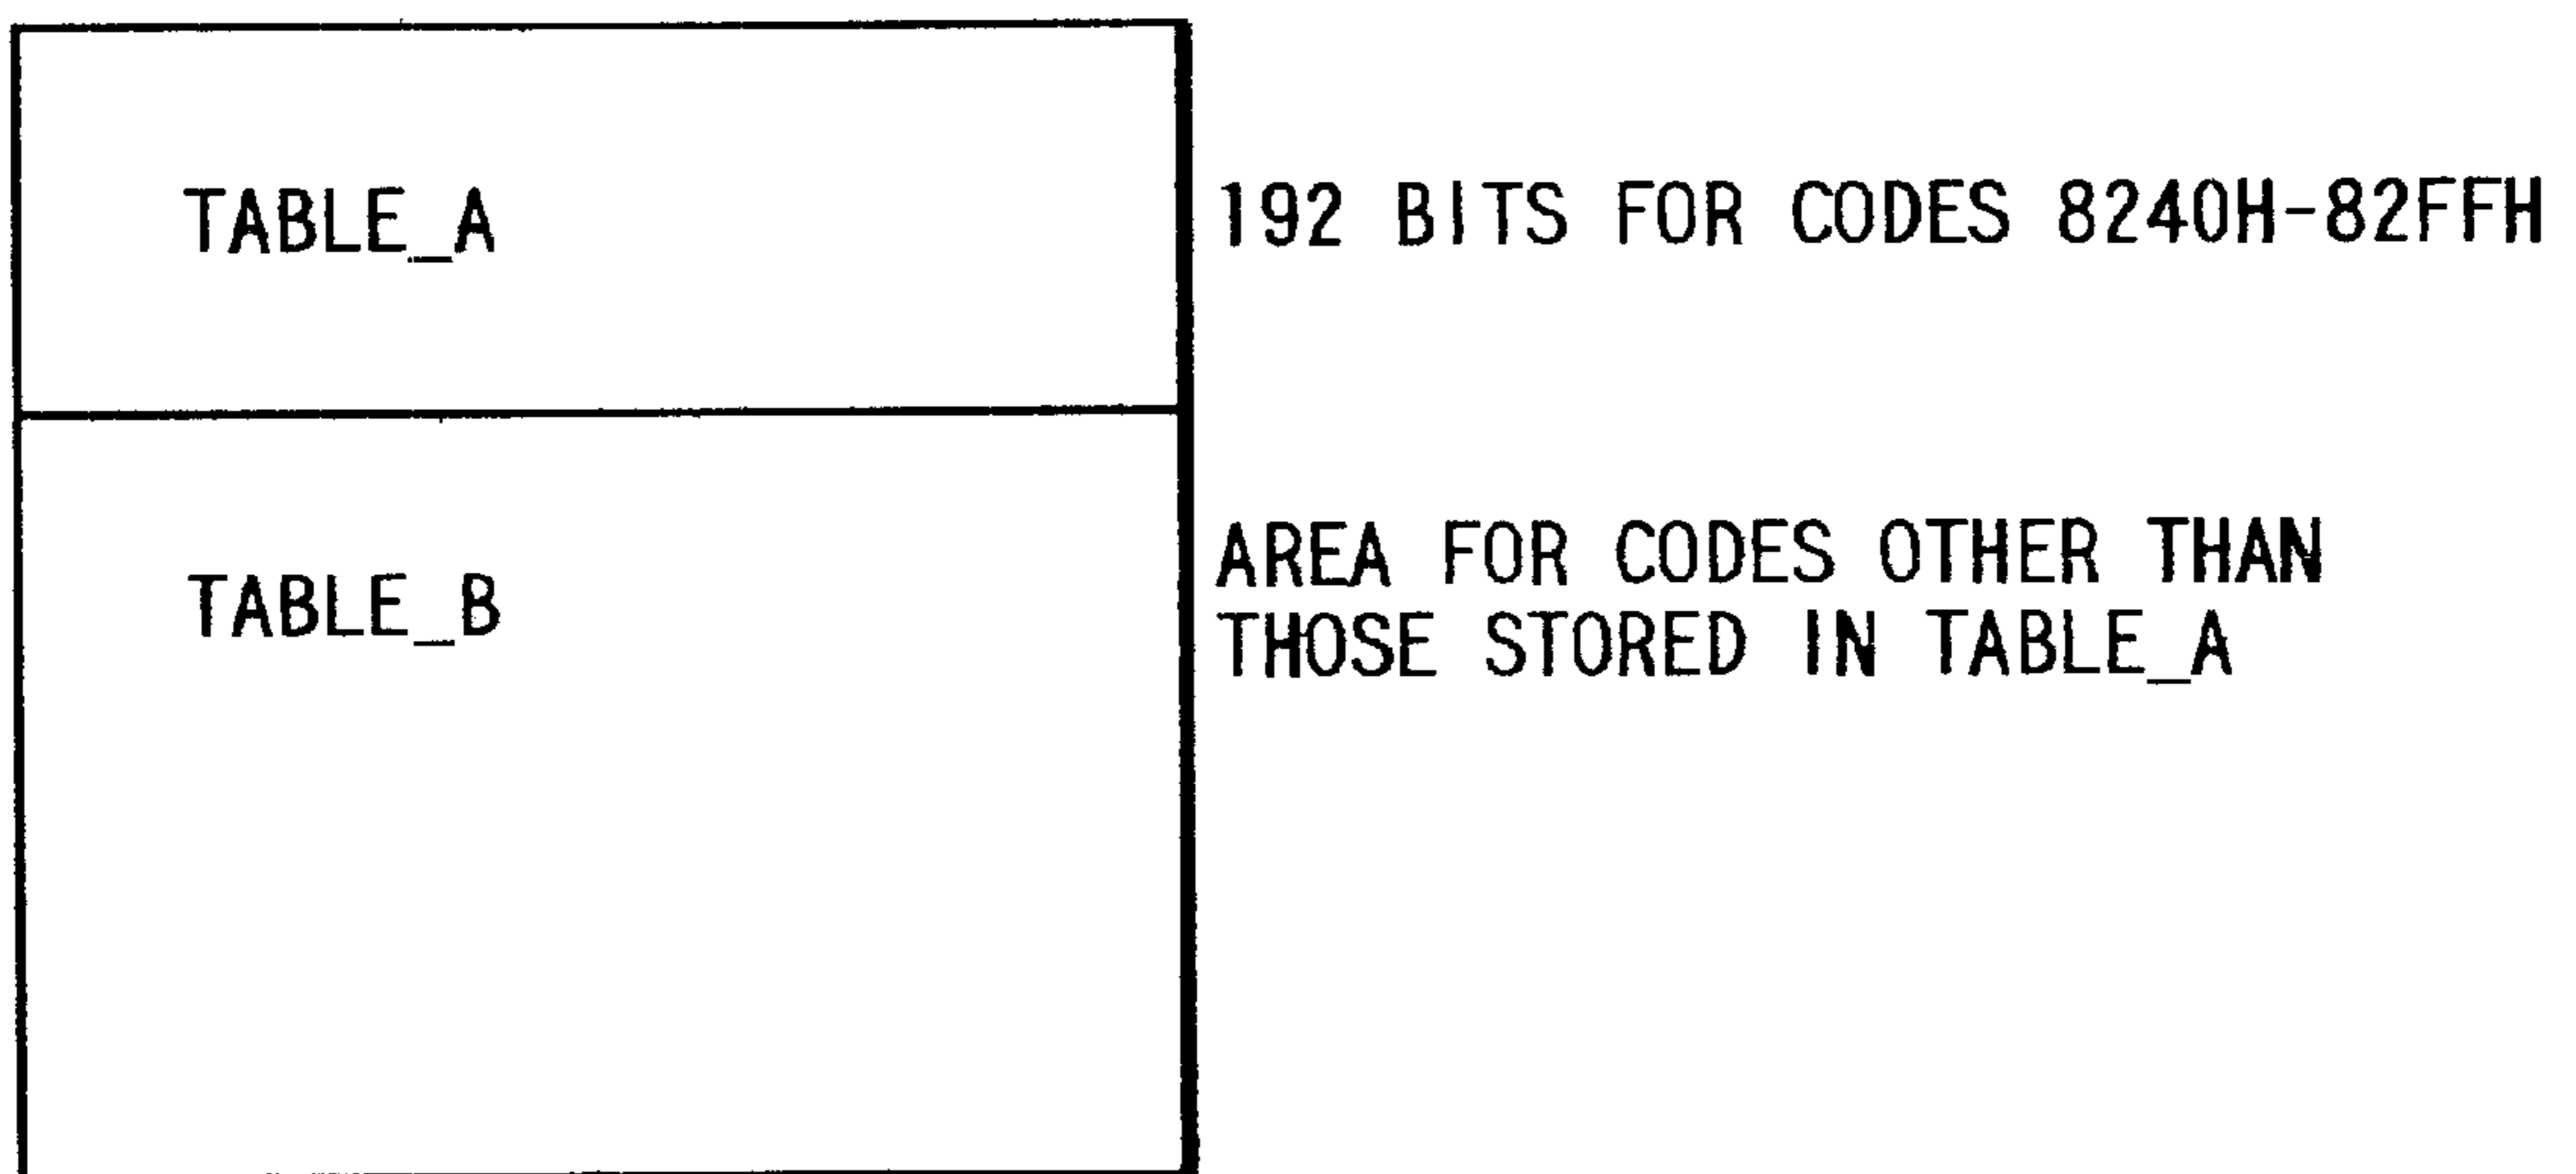 TABLE_A
192 BITS FOR CODES 8240H-82FFH
TABLE_B
AREA FOR CODES OTHER THAN
THOSE STORED IN TABLE_A